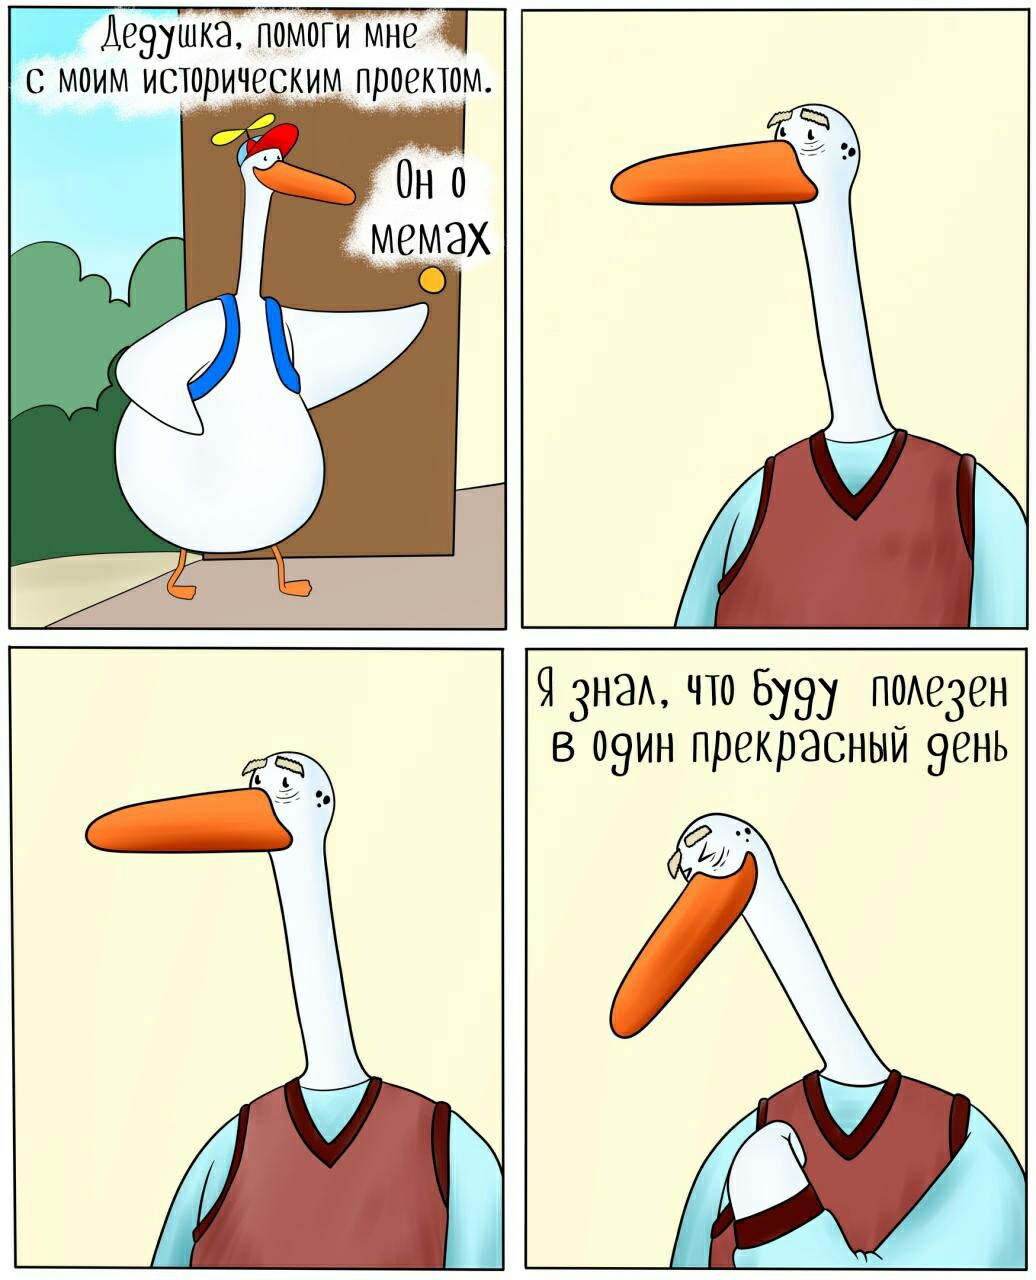 Дедушка, помоги мне
с моим историческим проектом.
Он о
мемах
Я знал, что буду полезен
в один прекрасный день